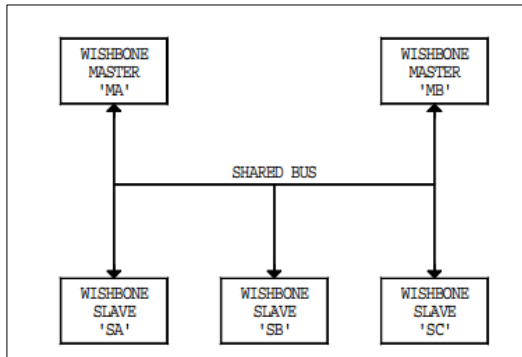 WISHBONE
MASTER
'MA'
WISHBONE
MASTER
'MB'
SHARED BUS
WISHBONE
SLAVE
'SA'
WISHBONE
SLAVE
'SB'
WISHBONE
SLAVE
'SC'